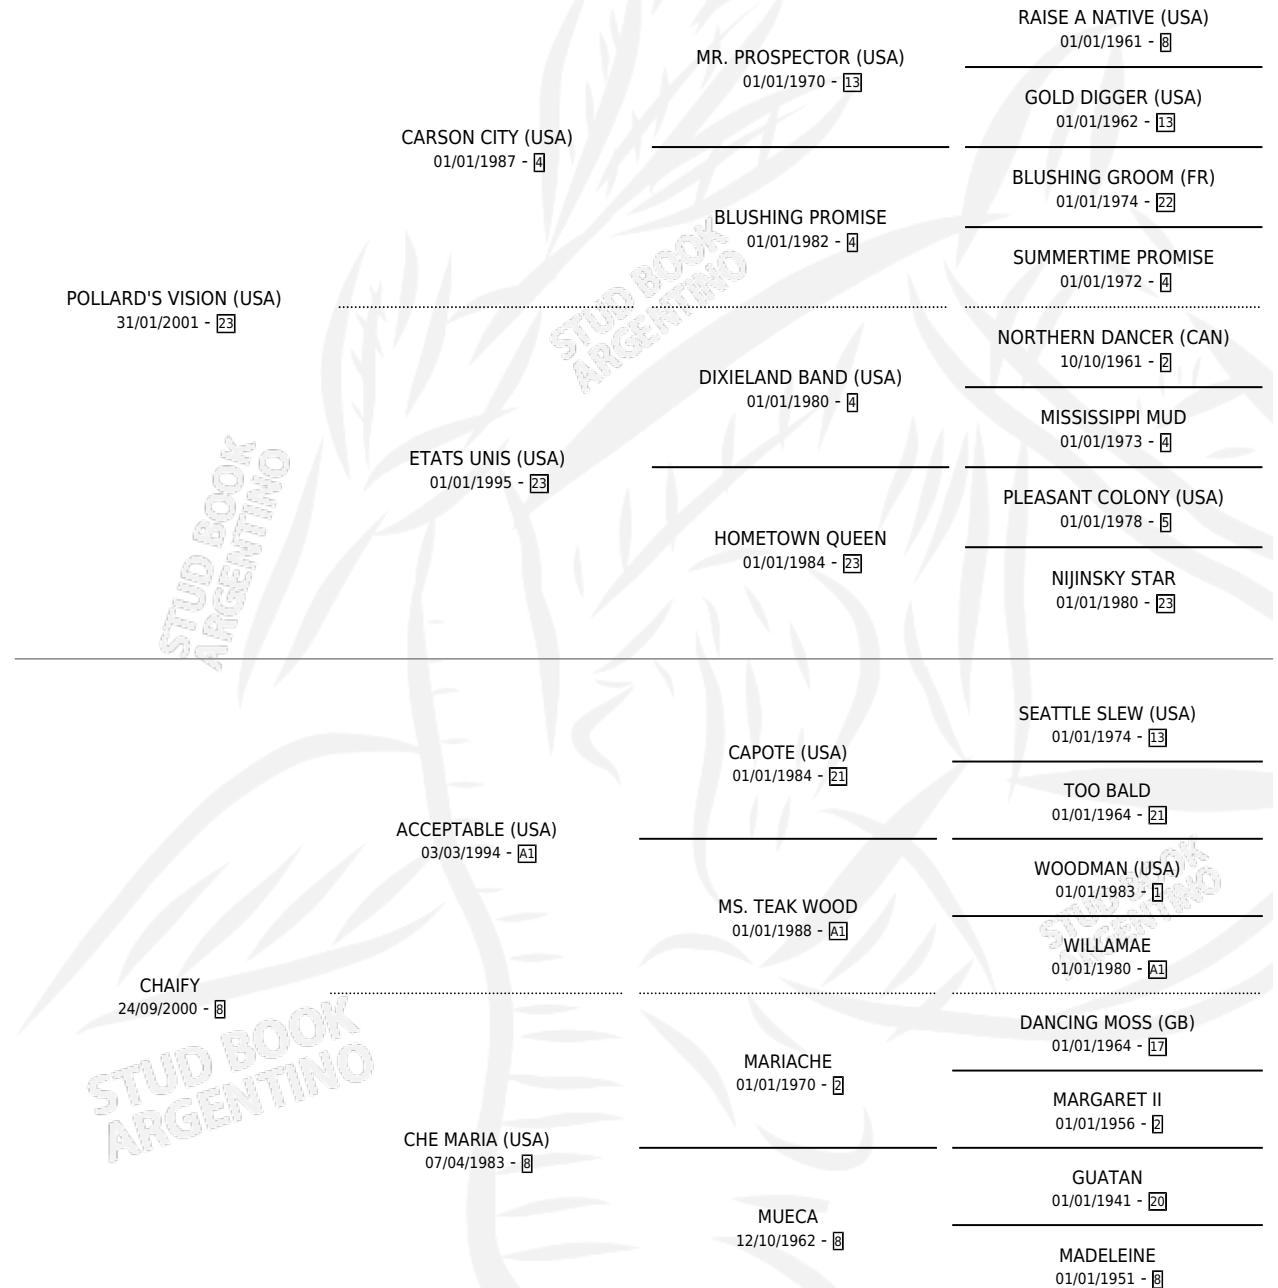 RAISE A NATIVE (USA)
01/01/1961 - 8
MR. PROSPECTOR (USA)
01/01/1970 - 13
GOLD DIGGER (USA)
01/01/1962 - 13
CARSON CITY (USA)
01/01/1987 - 4
BLUSHING GROOM (FR)
01/01/1974 - 22
BLUSHING PROMISE
01/01/1982 - 4
SUMMERTIME PROMISE
01/01/1972 - 4
POLLARD'S VISION (USA)
31/01/2001 - 23
NORTHERN DANCER (CAN)
10/10/1961 - 2
DIXIELAND BAND (USA)
01/01/1980 - 4
MISSISSIPPI MUD
01/01/1973 - 4
ETATS UNIS (USA)
01/01/1995 - 23
PLEASANT COLONY (USA)
01/01/1978 - 5
HOMETOWN QUEEN
01/01/1984 - 23
NIJINSKY STAR
01/01/1980 - 23
SEATTLE SLEW (USA)
01/01/1974 - 13
CAPOTE (USA)
01/01/1984 - 21
TOO BALD
01/01/1964 - 21
ACCEPTABLE (USA)
03/03/1994 - A1
WOODMAN (USA)
01/01/1983 - 1
MS. TEAK WOOD
01/01/1988 - A1
WILLAMAE
01/01/1980 - A1
CHAIFY
24/09/2000 - 8
DANCING MOSS (GB)
01/01/1964 - 17
MARIACHE
01/01/1970 - 2
MARGARET II
01/01/1956 - 2
CHE MARIA (USA)
07/04/1983 - 8
GUATAN
01/01/1941 - 20
MUECA
12/10/1962 - 8
MADELEINE
01/01/1951 - 8
STUD BOOK
ARGENTINO
STUD BOOK
ARGENTINO
STUD BOOK
ARGENTINO
STUD BOOK
ARGENTINO